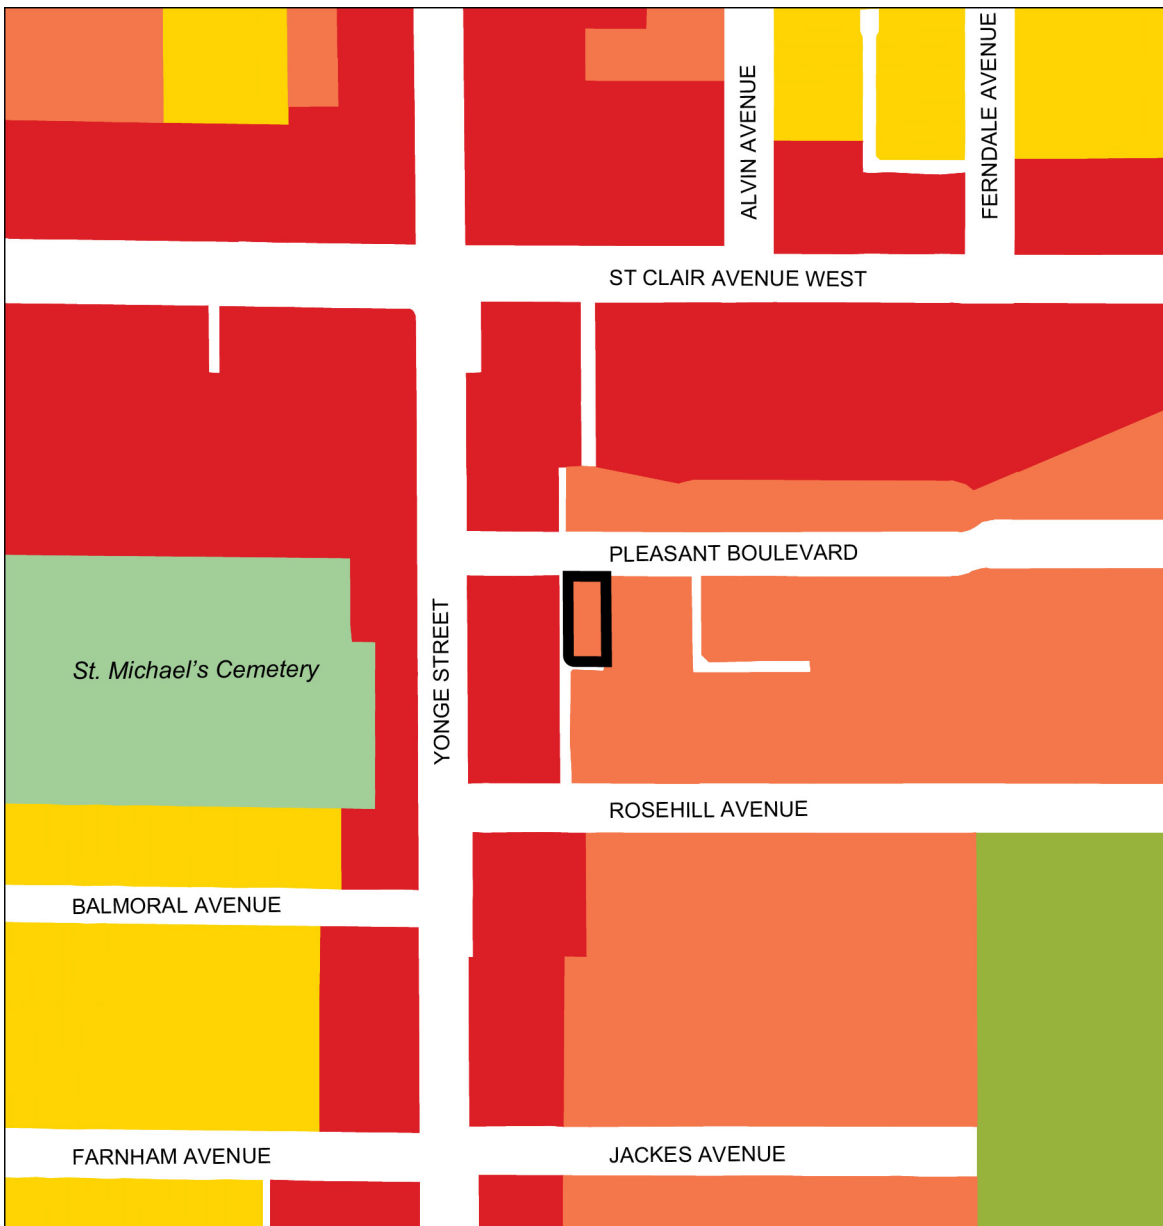 ALVIN AVENUE
FERNDALE AVENUE
ST CLAIR AVENUE WEST
PLEASANT BOULEVARD
St. Michael's Cemetery
YONGE STREET
ROSEHILL AVENUE
BALMORAL AVENUE
FARNHAM AVENUE
JACKES AVENUE